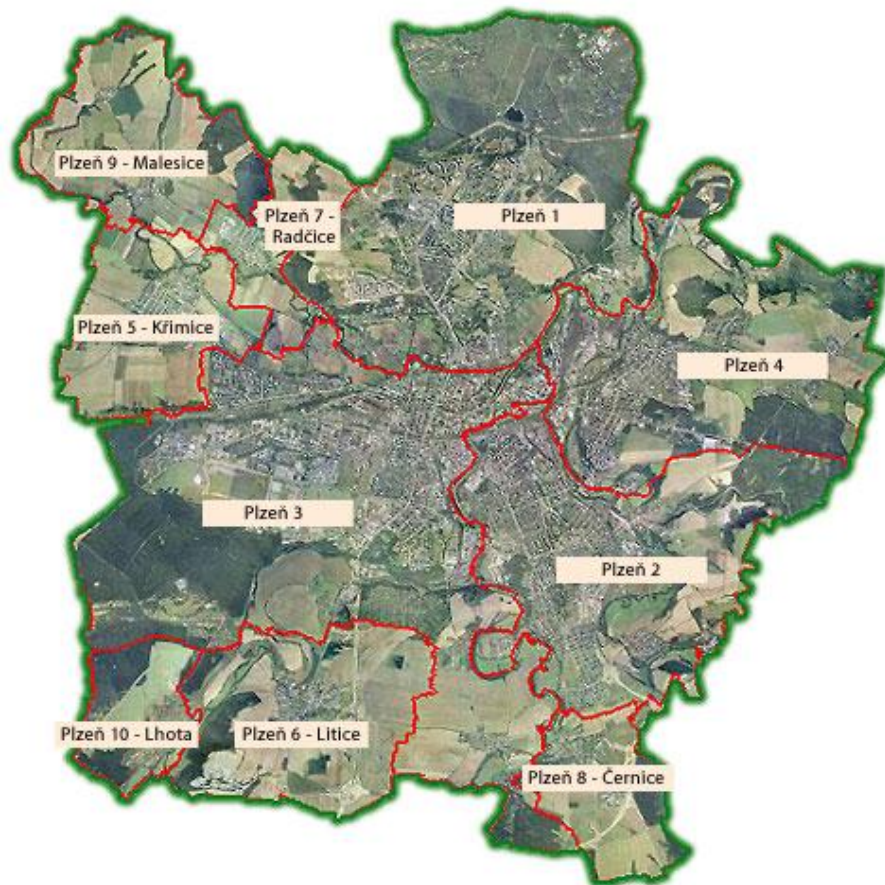 Plzeň 9 - Malesice
Plzeň 7 -
Radčice
Plzeň 1
Plzeň 5 - Křimice
Plzeň 4
Plzeň 3
Plzeň 2
Plzeň 10 - Lhota
Plzeň 6 - Litice
Plzeň 8 - Černice